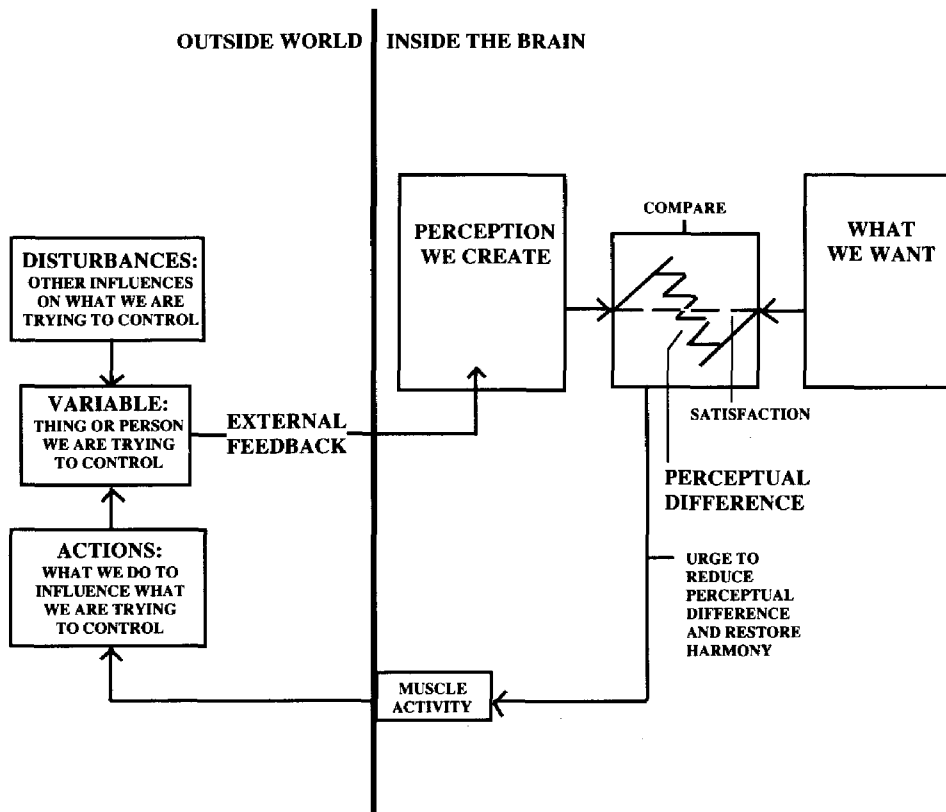 OUTSIDE WORLD
INSIDE THE BRAIN
DISTURBANCES:
OTHER INFLUENCES
ON WHAT WE ARE
TRYING TO CONTROL
VARIABLE:
THING OR PERSON
WE ARE TRYING
TO CONTROL
ACTIONS:
WHAT WE DO TO
INFLUENCE WHAT
WE ARE TRYING
TO CONTROL
EXTERNAL
FEEDBACK
PERCEPTION
WE CREATE
COMPARE
WHAT
WE WANT
SATISFACTION
PERCEPTUAL
DIFFERENCE
URGE TO
REDUCE
PERCEPTUAL
DIFFERENCE
AND RESTORE
HARMONY
MUSCLE
ACTIVITY